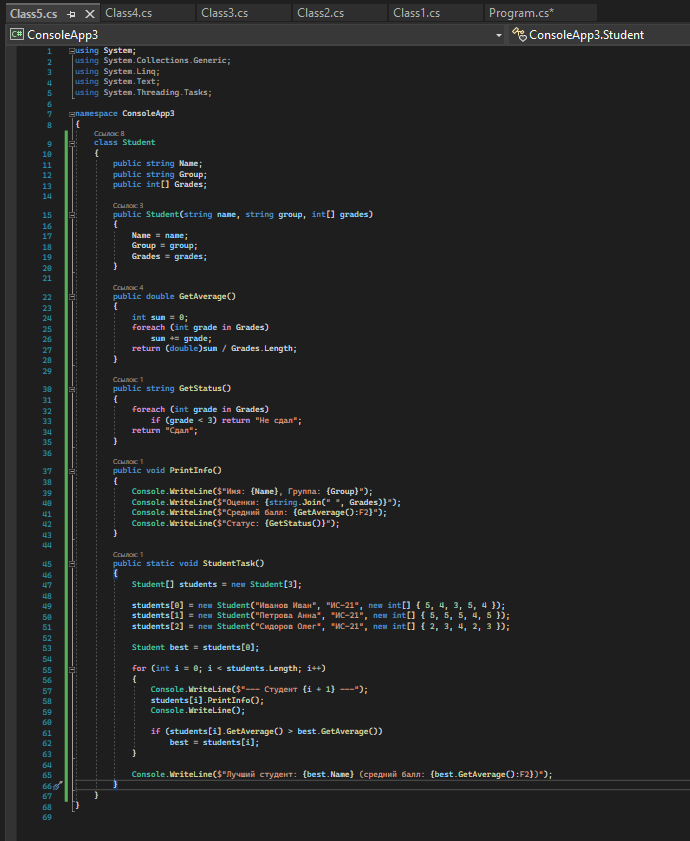 Class5.cs Class4.cs Class3.cs Class2.cs Class1.cs Program.cs*
C# ConsoleApp3 ConsoleApp3.Student
1 using System;
2 using System.Collections.Generic;
3 using System.Linq;
4 using System.Text;
5 using System.Threading.Tasks;
6
7 namespace ConsoleApp3
8 {
Ссылок: 8
9 class Student
10 {
11 public string Name;
12 public string Group;
13 public int[] Grades;
14
Ссылок: 3
15 public Student(string name, string group, int[] grades)
16 {
17 Name = name;
18 Group = group;
19 Grades = grades;
20 }
21
Ссылок: 4
22 public double GetAverage()
23 {
24 int sum = 0;
25 foreach (int grade in Grades)
26 sum += grade;
27 return (double)sum / Grades.Length;
28 }
29
Ссылок: 1
30 public string GetStatus()
31 {
32 foreach (int grade in Grades)
33 if (grade < 3) return "Не сдал";
34 return "Сдал";
35 }
36
Ссылок: 1
37 public void PrintInfo()
38 {
39 Console.WriteLine($"Имя: {Name}, Группа: {Group}");
40 Console.WriteLine($"Оценки: {string.Join(" ", Grades)}");
41 Console.WriteLine($"Средний балл: {GetAverage():F2}");
42 Console.WriteLine($"Статус: {GetStatus()}");
43 }
44
Ссылок: 1
45 public static void StudentTask()
46 {
47 Student[] students = new Student[3];
48
49 students[0] = new Student("Иванов Иван", "ИС-21", new int[] { 5, 4, 3, 5, 4 });
50 students[1] = new Student("Петрова Анна", "ИС-21", new int[] { 5, 5, 5, 4, 5 });
51 students[2] = new Student("Сидоров Олег", "ИС-21", new int[] { 2, 3, 4, 2, 3 });
52
53 Student best = students[0];
54
55 for (int i = 0; i < students.Length; i++)
56 {
57 Console.WriteLine($"--- Студент {i + 1} ---");
58 students[i].PrintInfo();
59 Console.WriteLine();
60
61 if (students[i].GetAverage() > best.GetAverage())
62 best = students[i];
63 }
64
65 Console.WriteLine($"Лучший студент: {best.Name} (средний балл: {best.GetAverage():F2})");
66 }
67 }
68 }
69